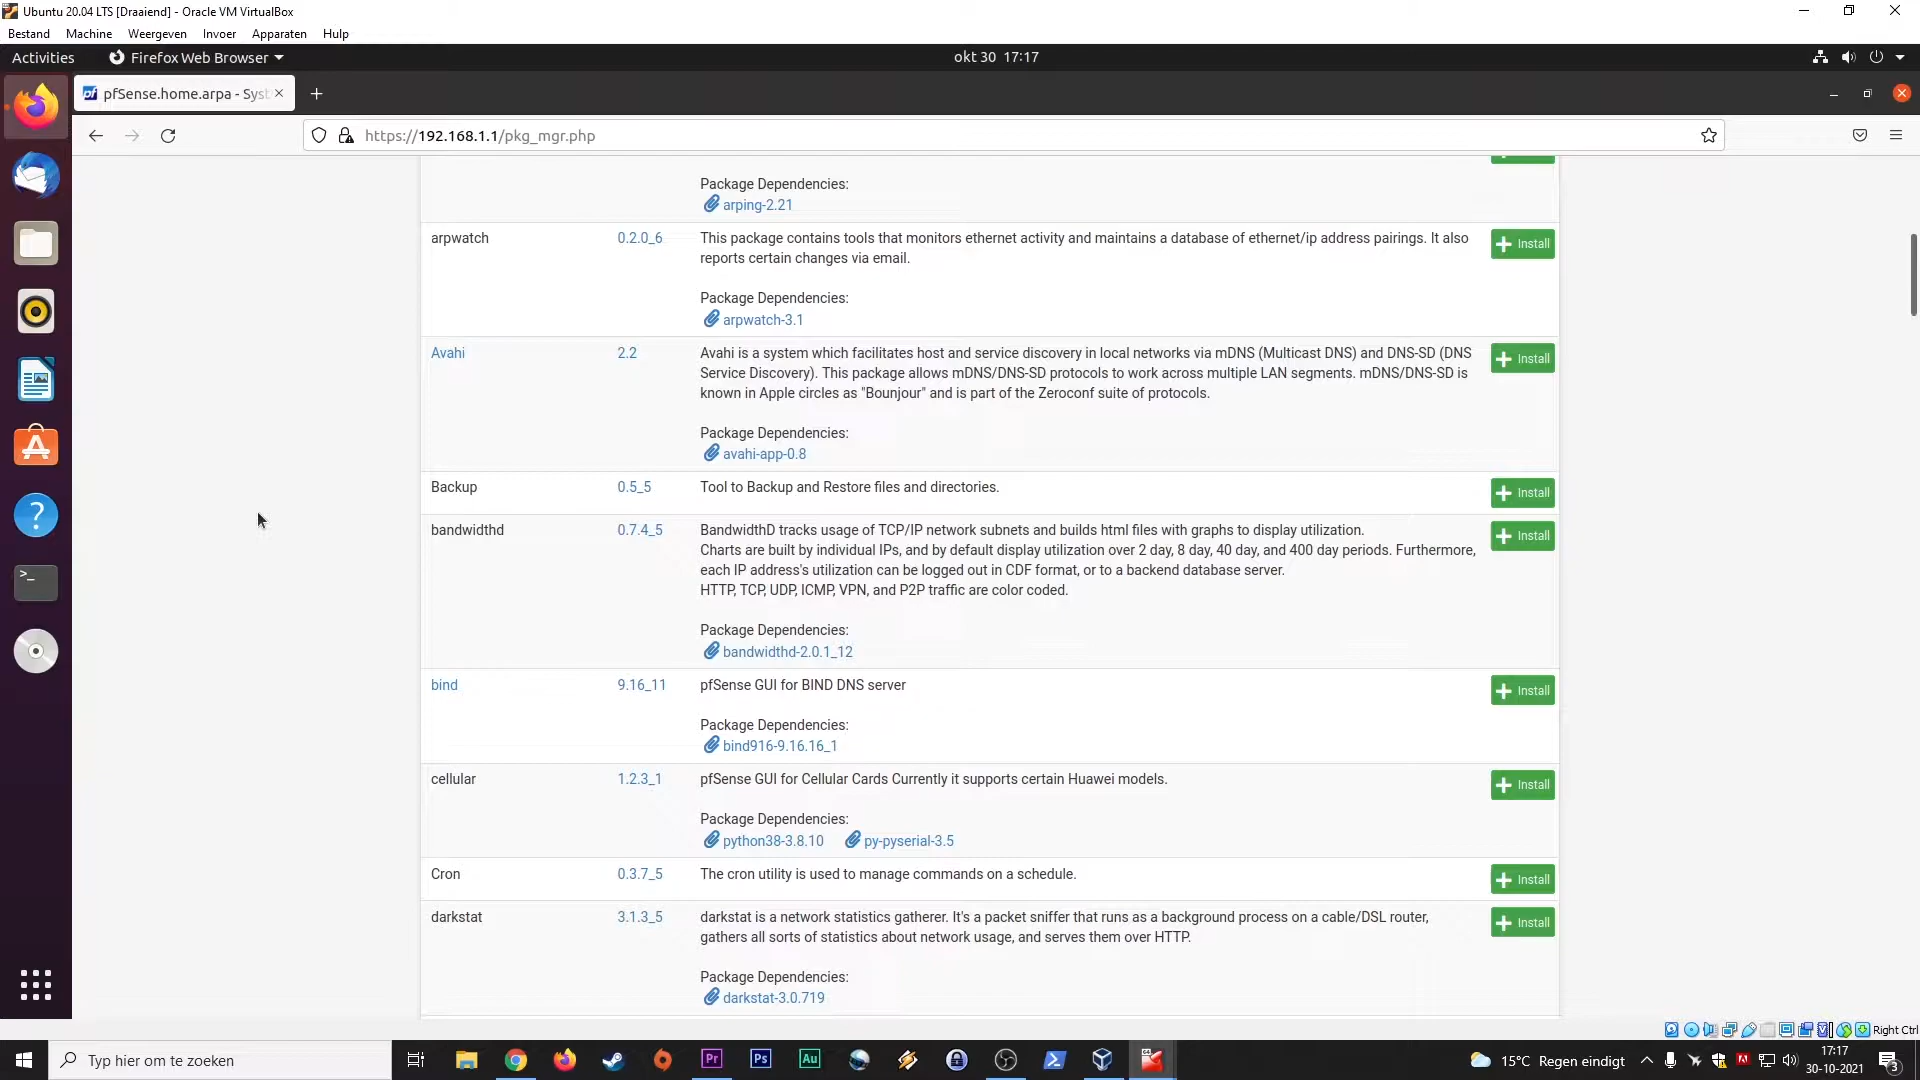 Ubuntu 20.04 LTS [Draaiend] - Oracle VM VirtualBox
Bestand Machine Weergeven Invoer Apparaten Hulp
Activities Firefox Web Browser okt 30 17:17
pfSense.home.arpa - Syst
https://192.168.1.1/pkg_mgr.php
Package Dependencies:
arping-2.21
arpwatch 0.2.0_6 This package contains tools that monitors ethernet activity and maintains a database of ethernet/ip address pairings. It also Install
reports certain changes via email.
Package Dependencies:
arpwatch-3.1
Avahi 2.2 Avahi is a system which facilitates host and service discovery in local networks via mDNS (Multicast DNS) and DNS-SD (DNS Install
Service Discovery). This package allows mDNS/DNS-SD protocols to work across multiple LAN segments. mDNS/DNS-SD is
known in Apple circles as "Bounjour" and is part of the Zeroconf suite of protocols.
Package Dependencies:
avahi-app-0.8
Backup 0.5_5 Tool to Backup and Restore files and directories. Install
bandwidthd 0.7.4_5 BandwidthD tracks usage of TCP/IP network subnets and builds html files with graphs to display utilization. Install
Charts are built by individual IPs, and by default display utilization over 2 day, 8 day, 40 day, and 400 day periods. Furthermore,
each IP address's utilization can be logged out in CDF format, or to a backend database server.
HTTP, TCP, UDP, ICMP, VPN, and P2P traffic are color coded.
Package Dependencies:
bandwidthd-2.0.1_12
bind 9.16_11 pfSense GUI for BIND DNS server Install
Package Dependencies:
bind916-9.16.16_1
cellular 1.2.3_1 pfSense GUI for Cellular Cards Currently it supports certain Huawei models. Install
Package Dependencies:
python38-3.8.10 py-pyserial-3.5
Cron 0.3.7_5 The cron utility is used to manage commands on a schedule. Install
darkstat 3.1.3_5 darkstat is a network statistics gatherer. It's a packet sniffer that runs as a background process on a cable/DSL router, Install
gathers all sorts of statistics about network usage, and serves them over HTTP.
Package Dependencies:
darkstat-3.0.719
Right Ctrl
Typ hier om te zoeken Pr Ps Au 15°C Regen eindigt 17:17
30-10-2021 3